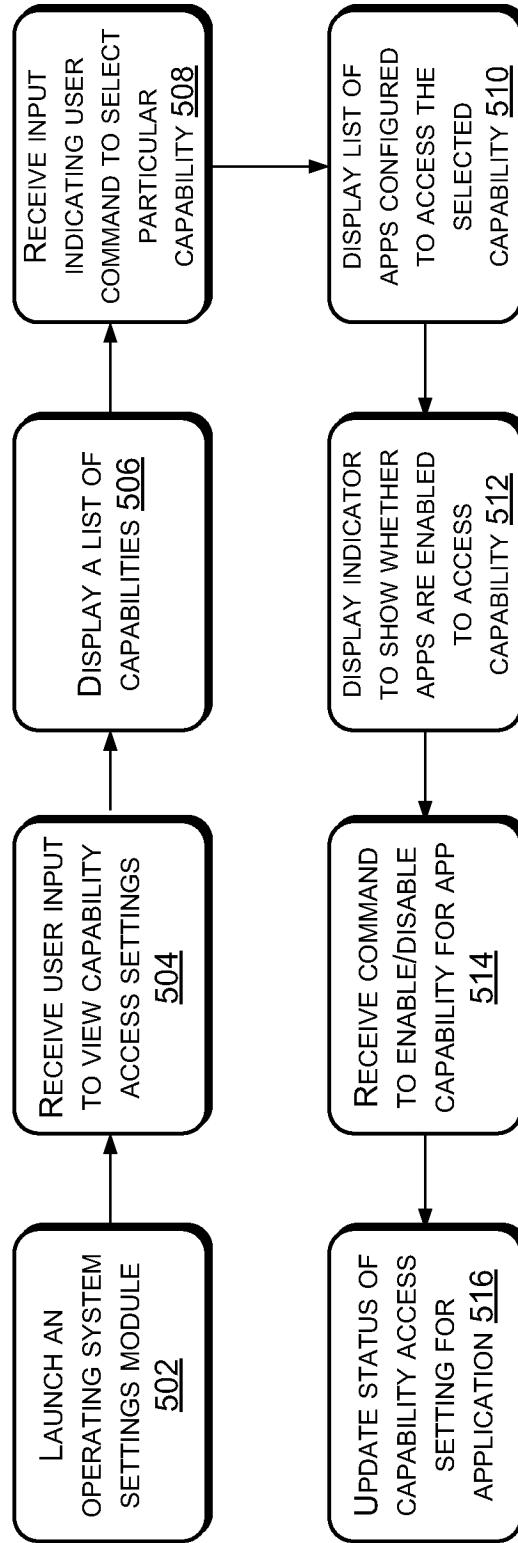 LAUNCH AN
OPERATING SYSTEM
SETTINGS MODULE
502
RECEIVE USER INPUT
TO VIEW CAPABILITY
ACCESS SETTINGS
504
DISPLAY A LIST OF
CAPABILITIES 506
RECEIVE INPUT
INDICATING USER
COMMAND TO SELECT
PARTICULAR
CAPABILITY 508
DISPLAY LIST OF
APPS CONFIGURED
TO ACCESS THE
SELECTED
CAPABILITY 510
DISPLAY INDICATOR
TO SHOW WHETHER
APPS ARE ENABLED
TO ACCESS
CAPABILITY 512
RECEIVE COMMAND
TO ENABLE/DISABLE
CAPABILITY FOR APP
514
UPDATE STATUS OF
CAPABILITY ACCESS
SETTING FOR
APPLICATION 516